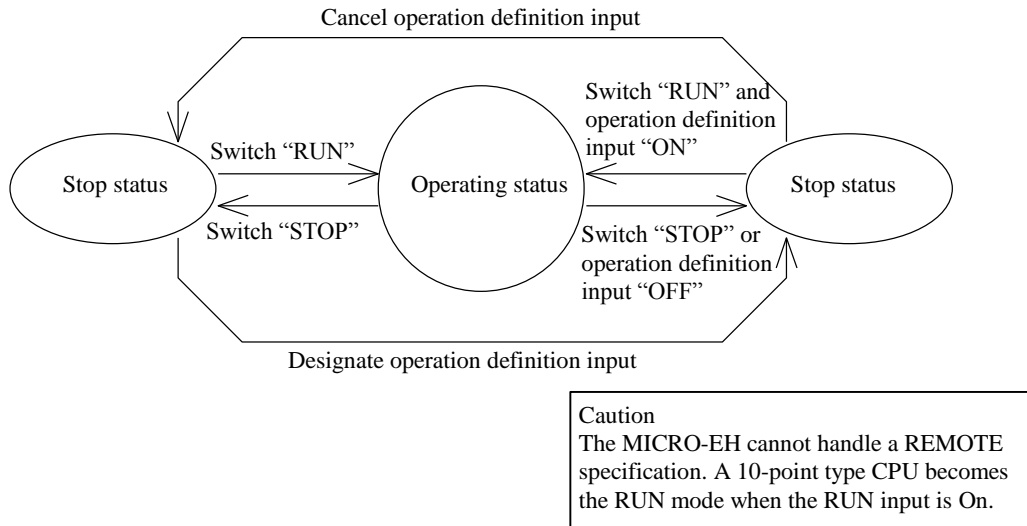 Cancel operation definition input
Switch “RUN” and
operation definition
input “ON”
Switch “RUN”
Stop status
Operating status
Stop status
Switch “STOP”
Switch “STOP” or
operation definition
input “OFF”
Designate operation definition input
Caution
The MICRO-EH cannot handle a REMOTE
specification. A 10-point type CPU becomes
the RUN mode when the RUN input is On.